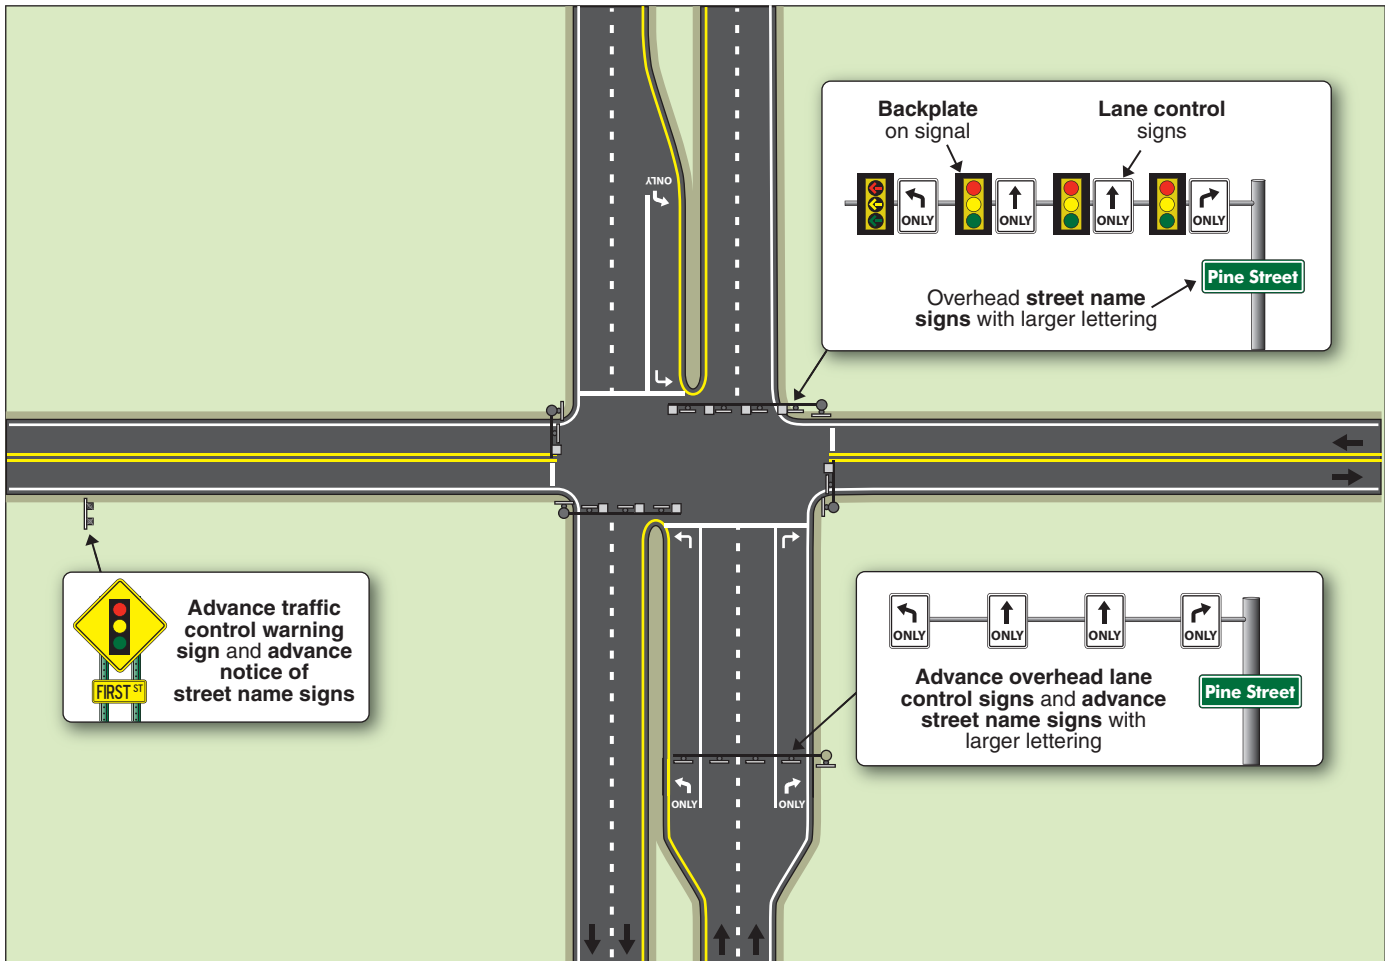 Backplate
on signal
Lane control
signs
ONLY
ONLY
ONLY
ONLY
Pine Street
Overhead street name
signs with larger lettering
ONLY
Advance traffic
control warning
sign and advance
notice of
street name signs
FIRST ST
ONLY
ONLY
ONLY
ONLY
Pine Street
Advance overhead lane
control signs and advance
street name signs with
larger lettering
ONLY
ONLY